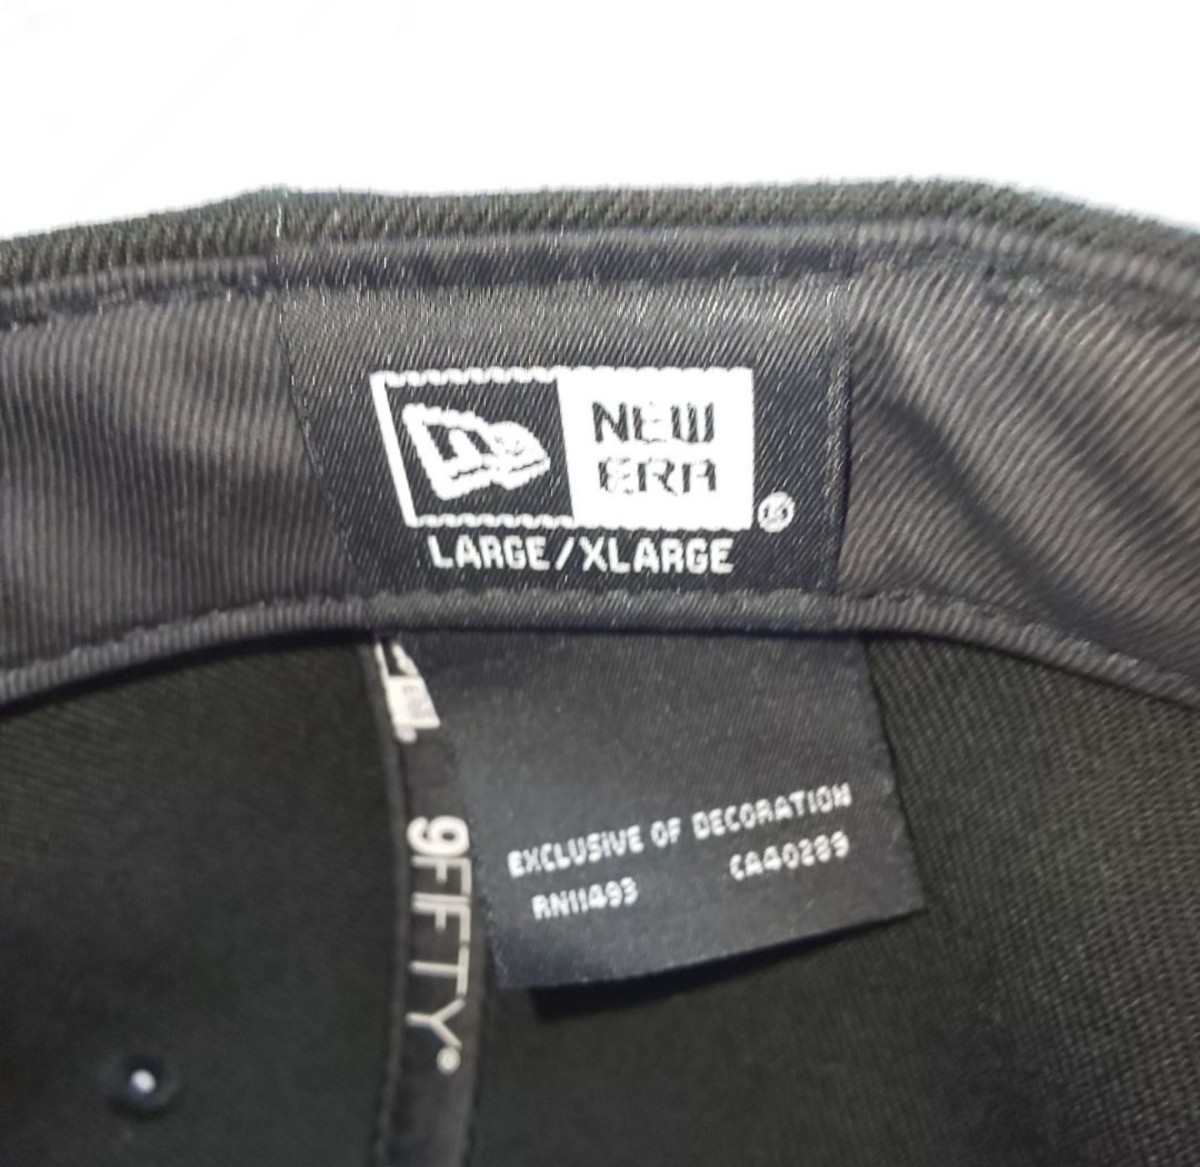 NEW
ERA
®
LARGE/XLARGE
9FIFTY
EXCLUSIVE OF DECORATION
RN11493
CA40289